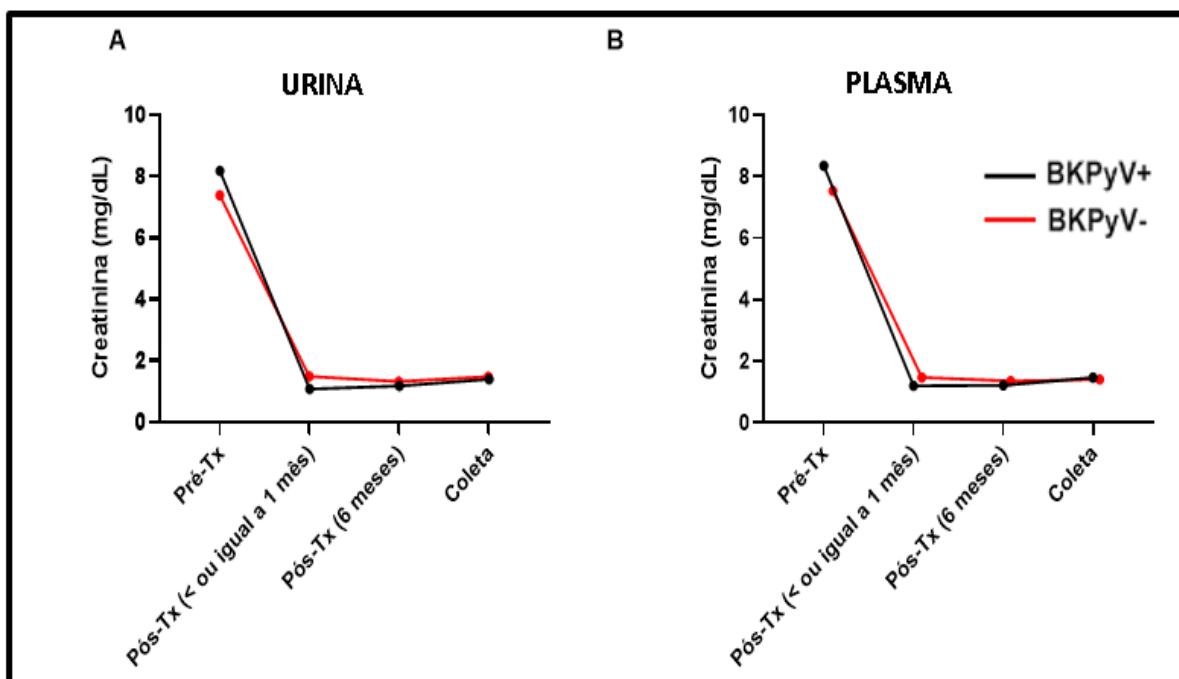 A
URINA
Creatinina (mg/dL)
10
8
6
4
2
0
Pré-Tx
Pós-Tx (< ou igual a 1 mês)
Pós-Tx (6 meses)
Coleta
B
PLASMA
Creatinina (mg/dL)
10
8
6
4
2
0
Pré-Tx
Pós-Tx (< ou igual a 1 mês)
Pós-Tx (6 meses)
Coleta
BKPyV+
BKPyV-